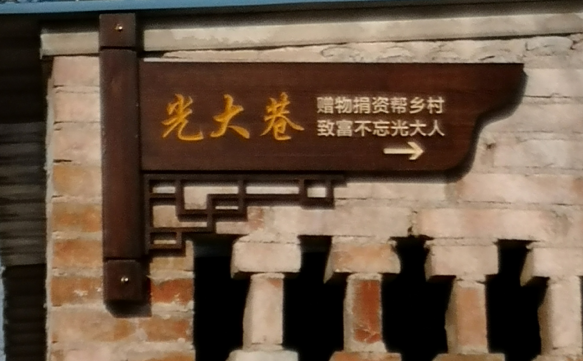 光大巷
赠物捐资帮乡村
致富不忘光大人